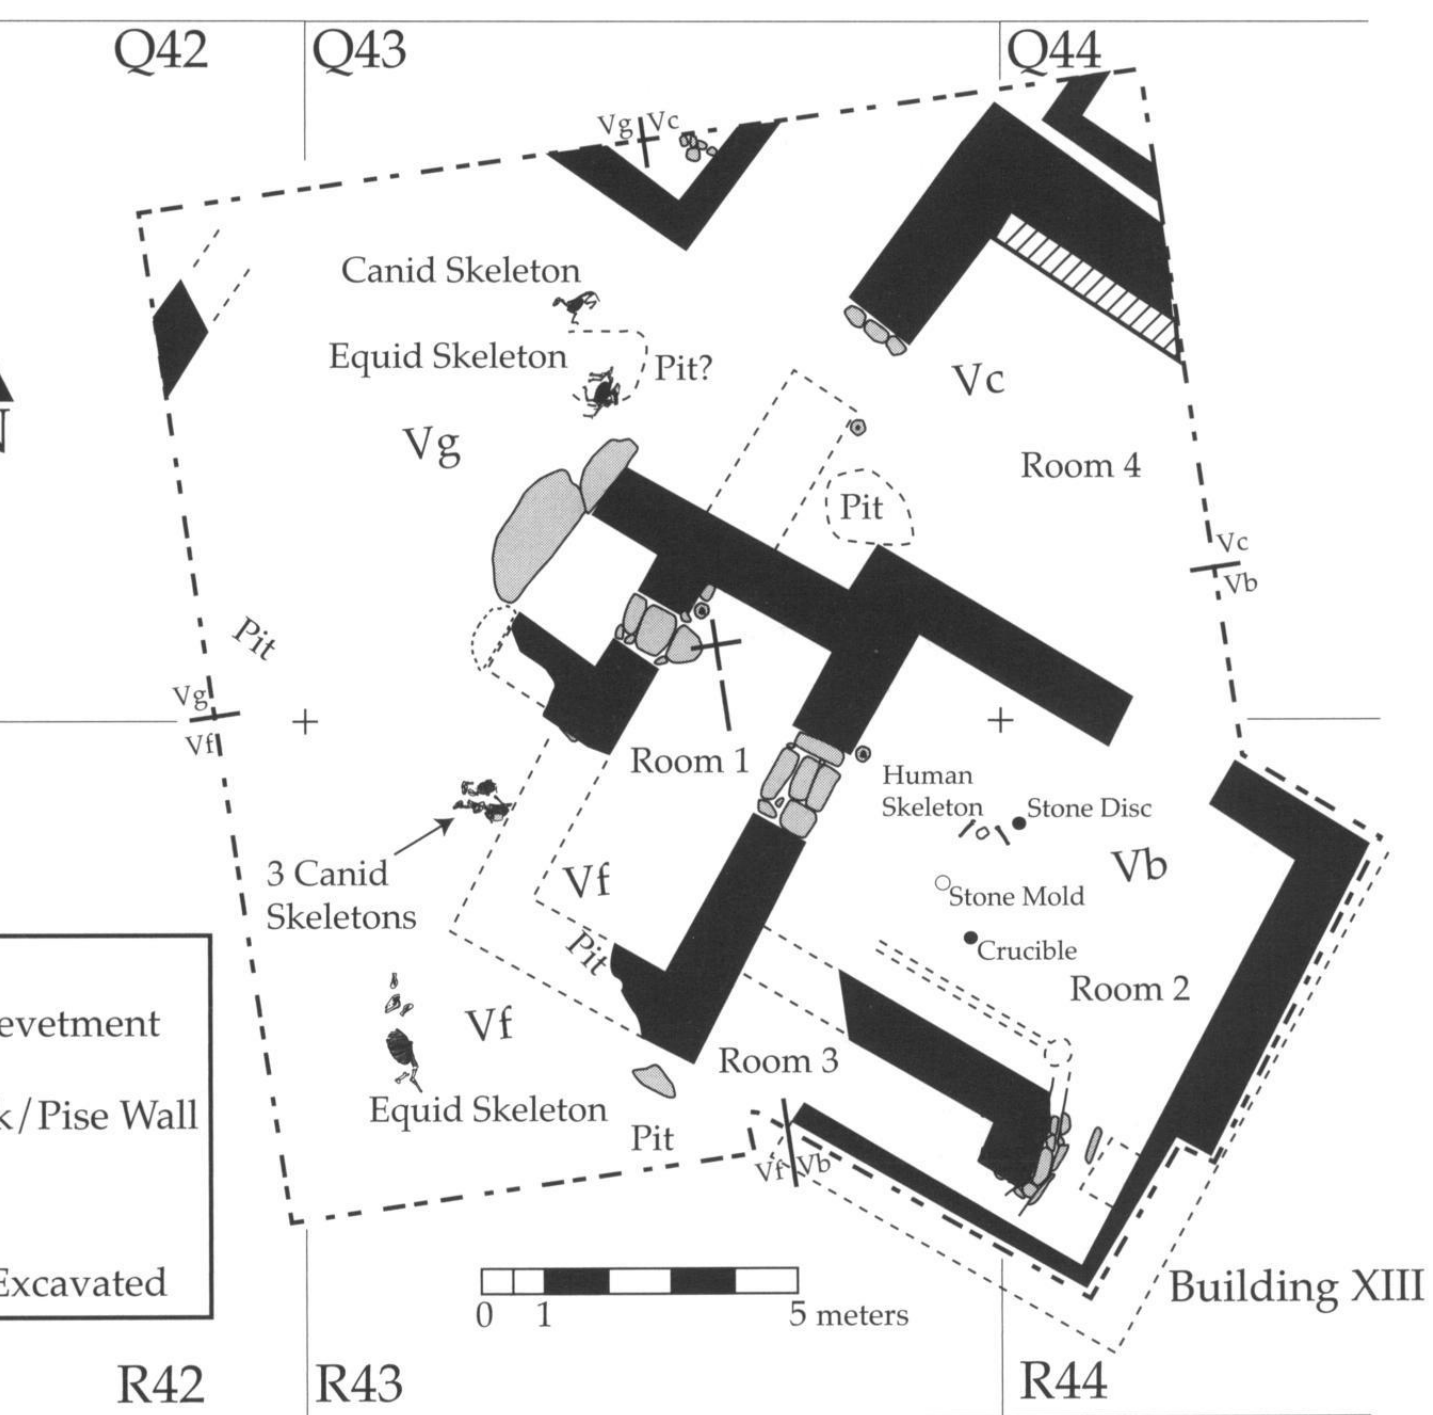 Q42
Q43
Q44
Vg
Vc
Canid Skeleton
Equid Skeleton
Pit?
Vc
Vg
Room 4
Pit
Vc
Vb
Pit
Vg
Vf
Room 1
Human
Skeleton
Stone Disc
Vb
3 Canid
Skeletons
Vf
Stone Mold
Pit
Crucible
Room 2
Vf
Room 3
Equid Skeleton
Pit
Vf
Vb
evetment
k/Pise Wall
Excavated
0
1
5 meters
Building XIII
R42
R43
R44